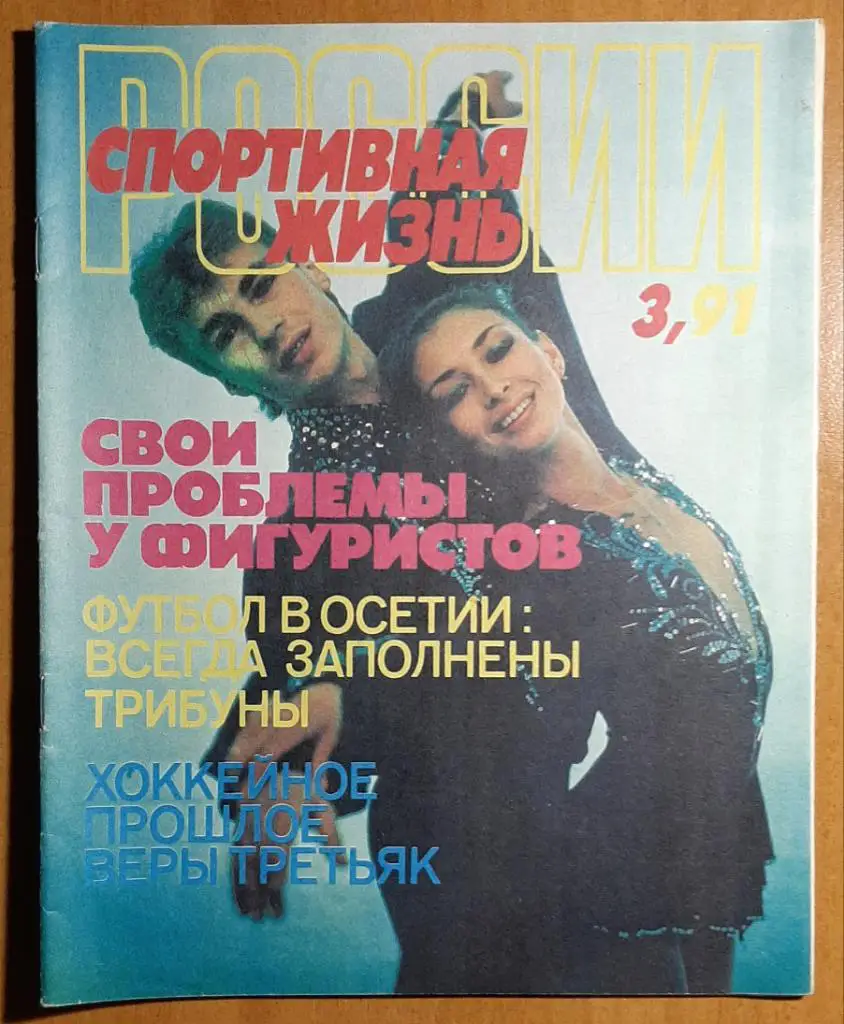 РОССИИ
СПОРТИВНАЯ
ЖИЗНЬ
3,91
СВОИ
ПРОБЛЕМЫ
У ФИГУРИСТОВ
ФУТБОЛ В ОСЕТИИ:
ВСЕГДА ЗАПОЛНЕНЫ
ТРИБУНЫ
ХОККЕЙНОЕ
ПРОШЛОЕ
ВЕРЫ ТРЕТЬЯК